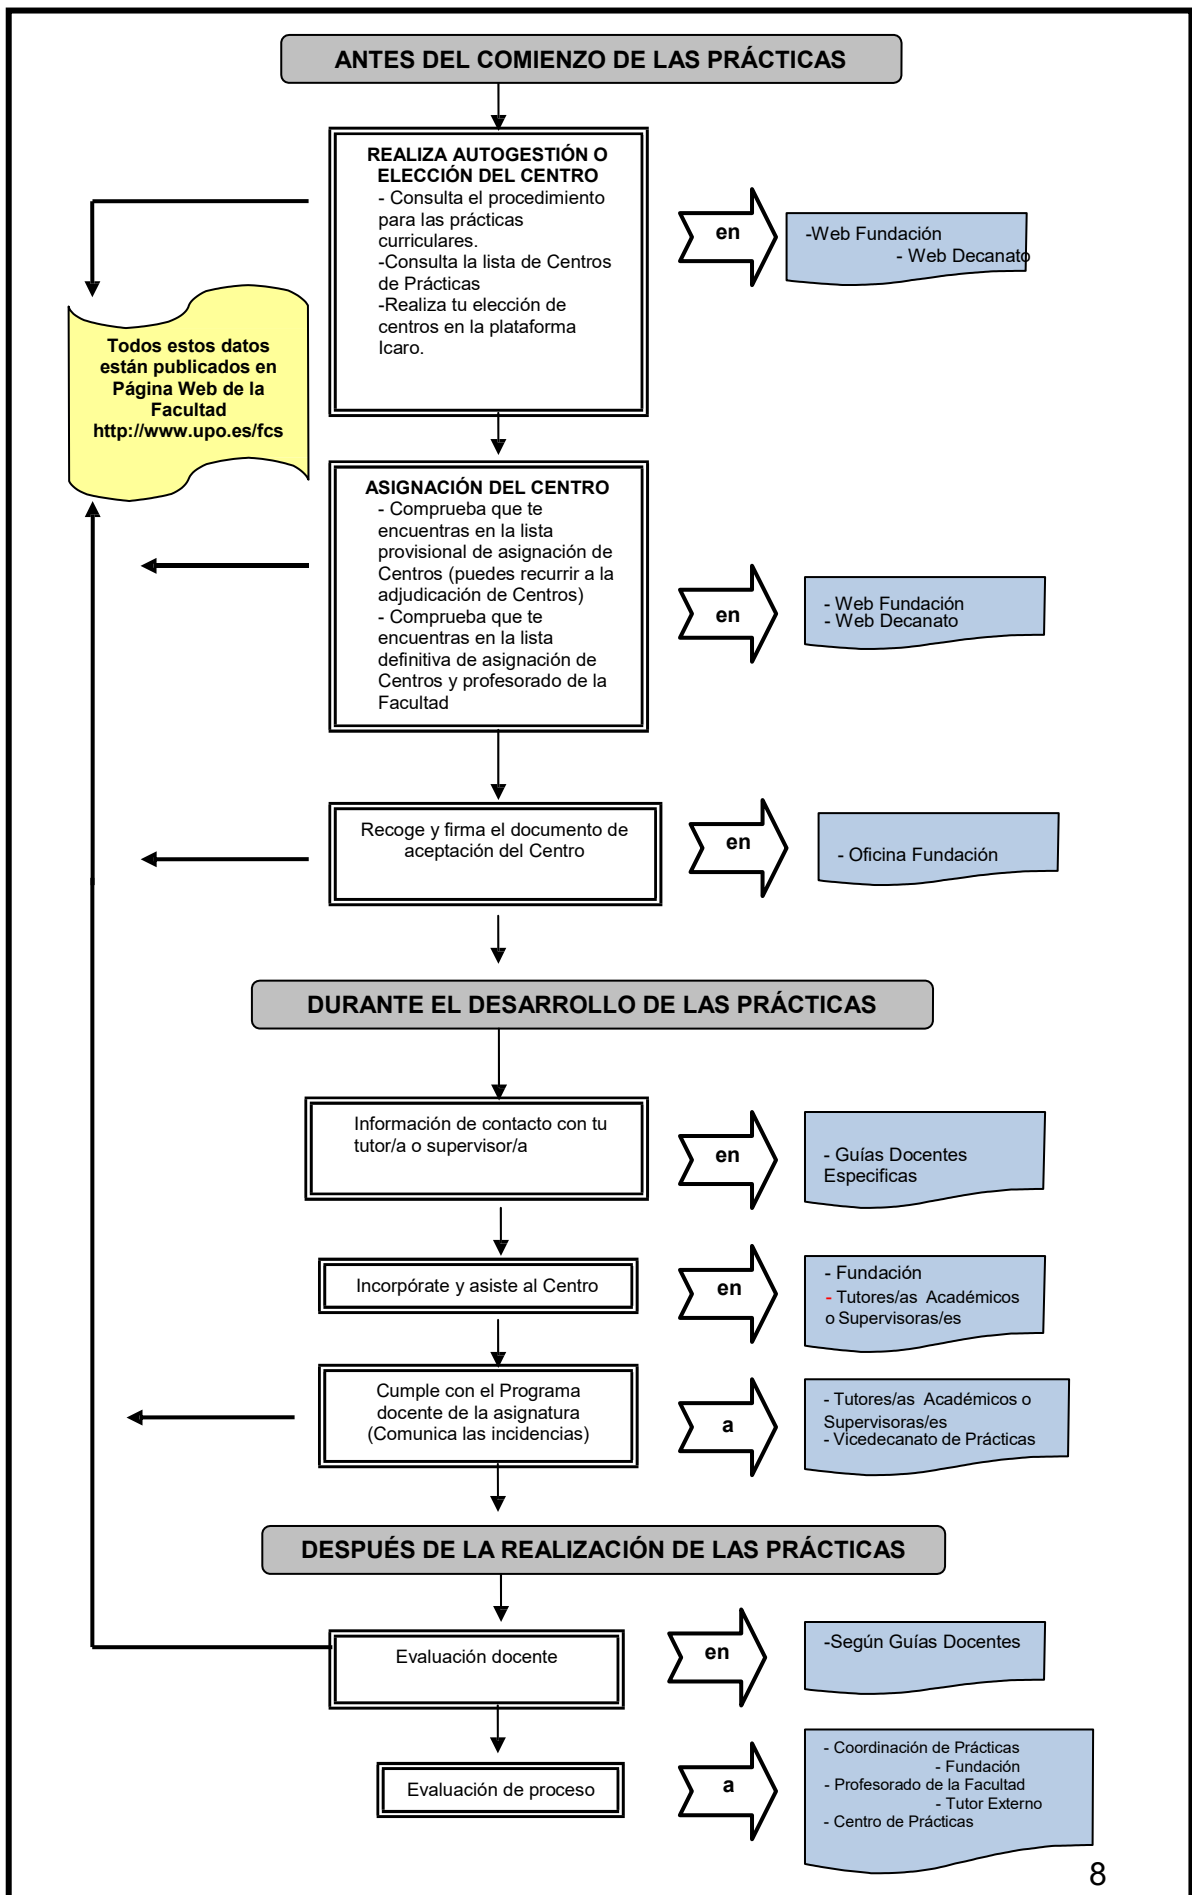 ANTES DEL COMIENZO DE LAS PRÁCTICAS
REALIZA AUTOGESTIÓN O
ELECCIÓN DEL CENTRO
- Consulta el procedimiento
para las prácticas
curriculares.
-Consulta la lista de Centros
de Prácticas
-Realiza tu elección de
centros en la plataforma
Icaro.
en
-Web Fundación
- Web Decanato
Todos estos datos
están publicados en
Página Web de la
Facultad
http://www.upo.es/fcs
ASIGNACIÓN DEL CENTRO
- Comprueba que te
encuentras en la lista
provisional de asignación de
Centros (puedes recurrir a la
adjudicación de Centros)
- Comprueba que te
encuentras en la lista
definitiva de asignación de
Centros y profesorado de la
Facultad
en
- Web Fundación
- Web Decanato
Recoge y firma el documento de
aceptación del Centro
en
- Oficina Fundación
DURANTE EL DESARROLLO DE LAS PRÁCTICAS
Información de contacto con tu
tutor/a o supervisor/a
en
- Guías Docentes
Especificas
Incorpórate y asiste al Centro
en
- Fundación
- Tutores/as Académicos
o Supervisoras/es
Cumple con el Programa
docente de la asignatura
(Comunica las incidencias)
a
- Tutores/as Académicos o
Supervisoras/es
- Vicedecanato de Prácticas
DESPUÉS DE LA REALIZACIÓN DE LAS PRÁCTICAS
Evaluación docente
en
-Según Guías Docentes
Evaluación de proceso
a
- Coordinación de Prácticas
- Fundación
- Profesorado de la Facultad
- Tutor Externo
- Centro de Prácticas
8